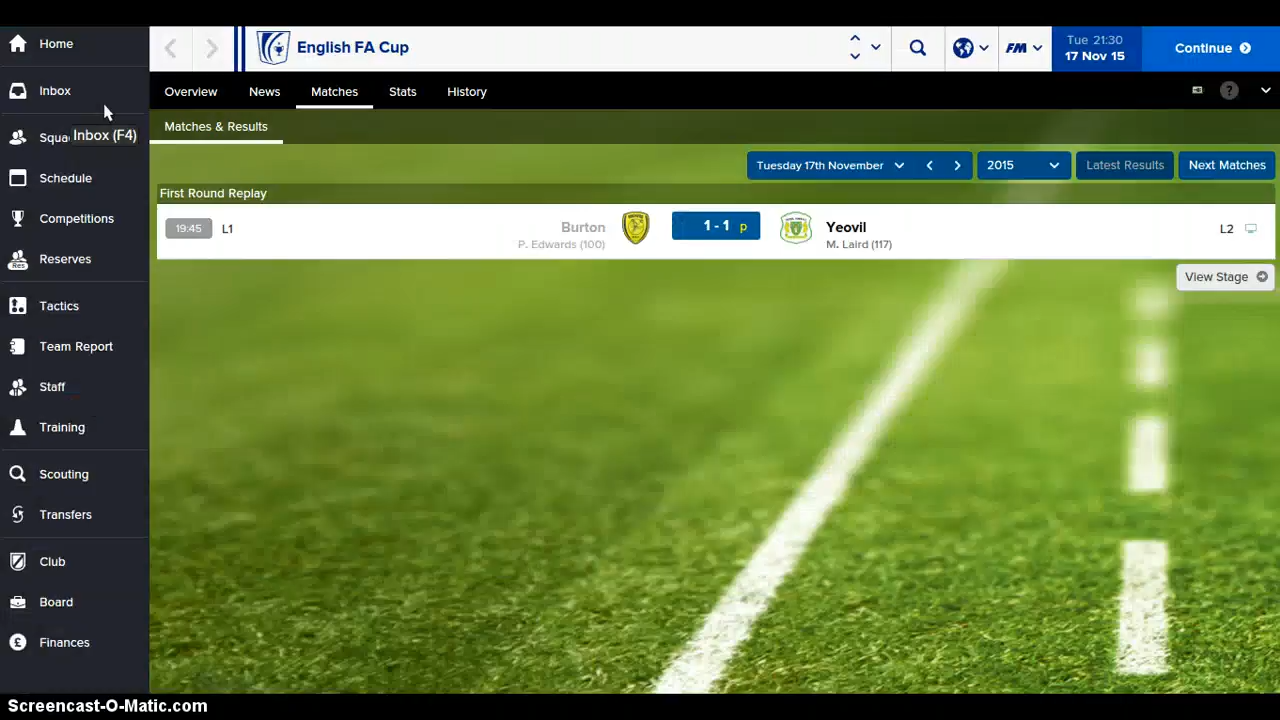 Home
English FA Cup
FM
Tue 21:30
17 Nov 15
Continue
Inbox
Overview
News
Matches
Stats
History
?
Inbox (F4)
Matches & Results
Schedule
Competitions
Res
Reserves
Tactics
Team Report
Staff
Training
Scouting
Transfers
Club
Board
£
Finances
Tuesday 17th November
2015
Latest Results
Next Matches
First Round Replay
19:45
L1
Burton
P. Edwards (100)
1 - 1 p
Yeovil
M. Laird (117)
L2
View Stage
Screencast-O-Matic.com